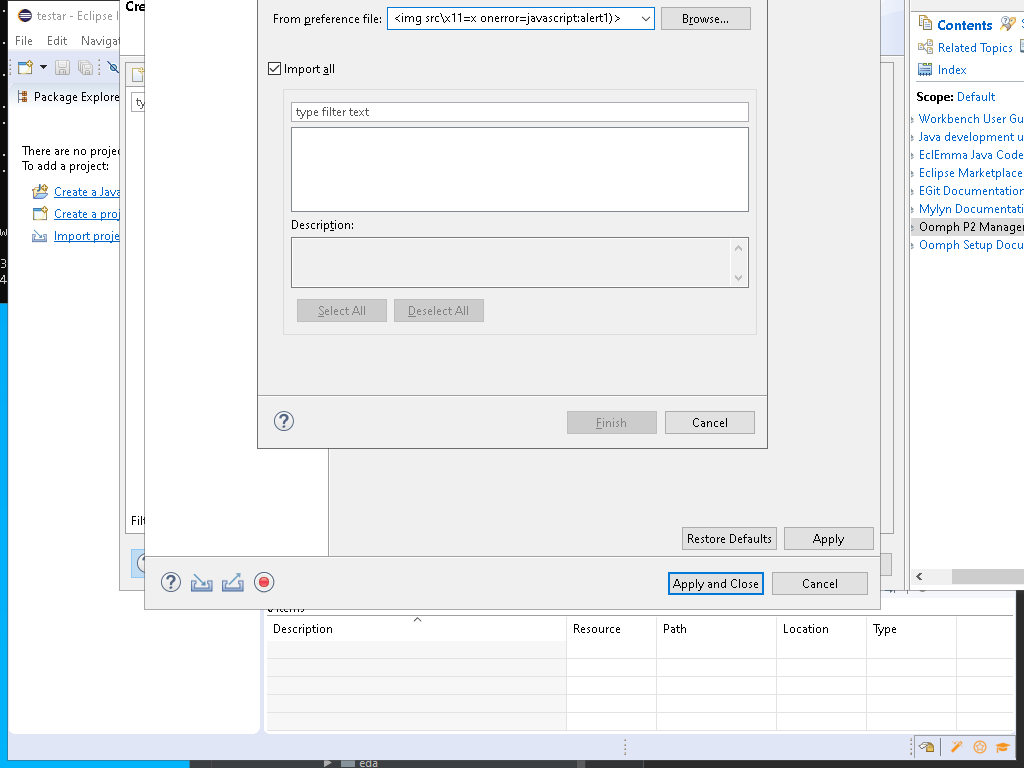 testar - Eclipse I
File Edit Navigat
Package Explore
There are no projec
To add a project:
Create a Java
Create a proj
Import proje
Cre
ty
Filt
From preference file: <img src\x11=x onerror=javascript:alert1)> Browse...
Import all
type filter text
Description:
Select All Deselect All
Finish Cancel
Restore Defaults Apply
Apply and Close Cancel
Contents
Related Topics
Index
Scope: Default
Workbench User Gu
Java development u
EclEmma Java Code
Eclipse Marketplace
EGit Documentation
Mylyn Documentati
Oomph P2 Manager
Oomph Setup Docu
items
Description Resource Path Location Type
eda